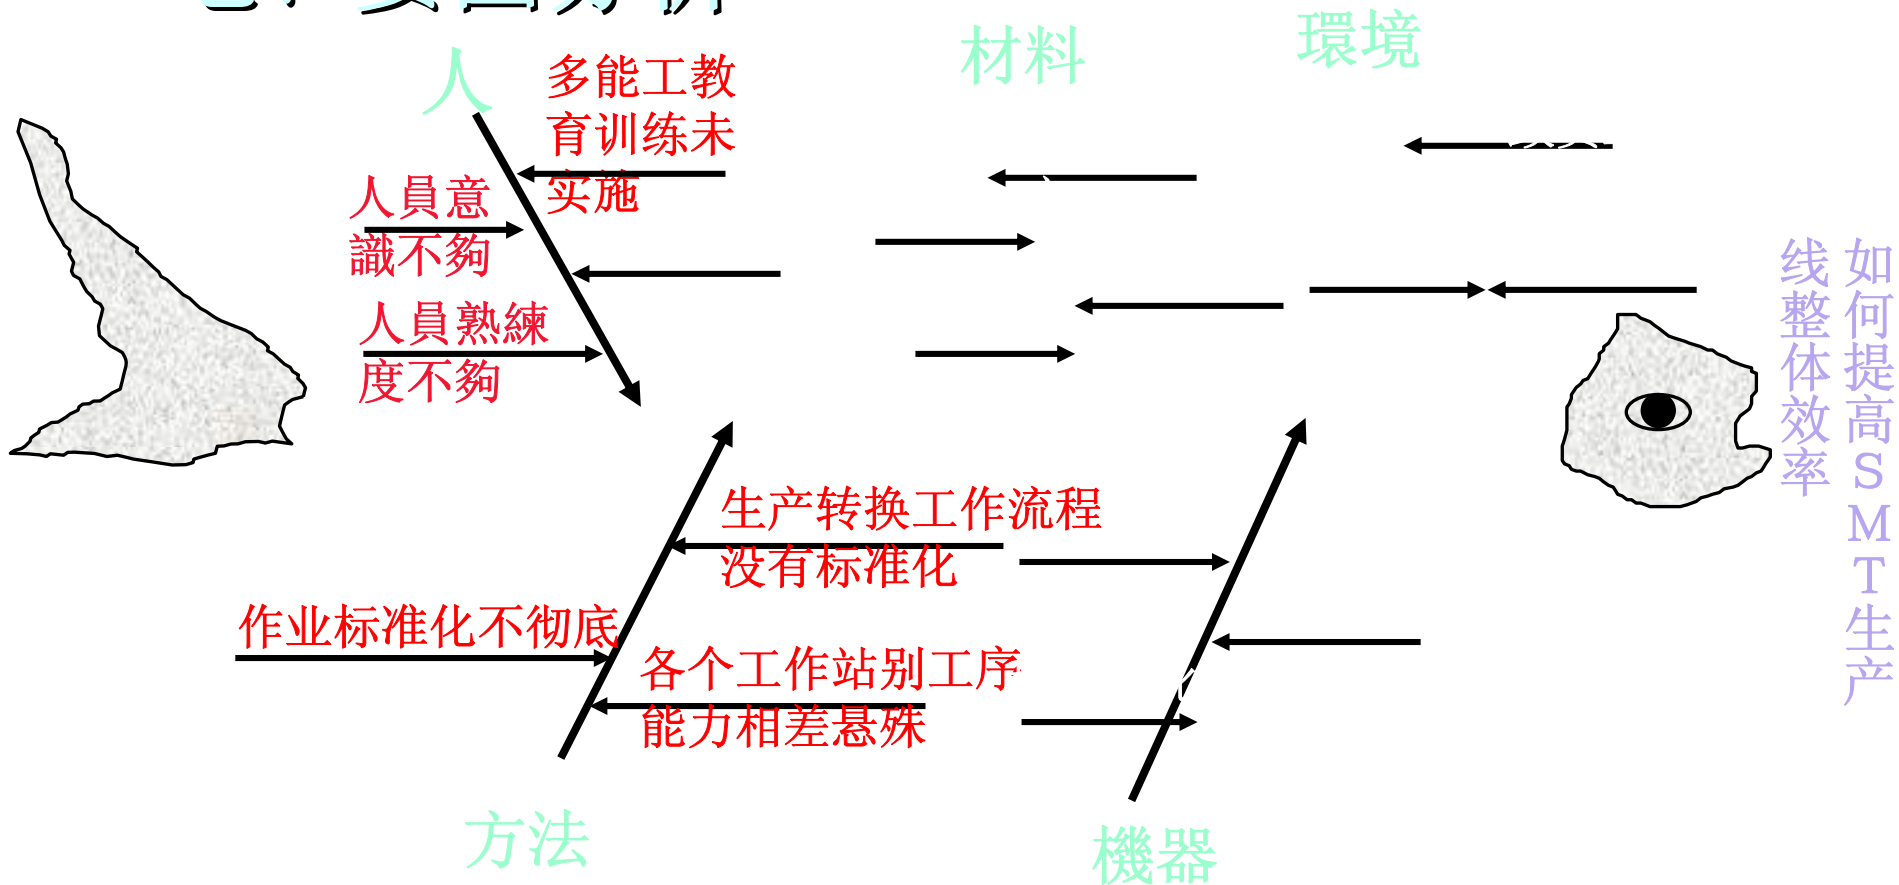 要因分析
人
多能工教
育训练未
实施
人員意
識不夠
人員熟練
度不夠
材料
環境
如何提高SMT生产
线整体效率
生产转换工作流程
没有标准化
作业标准化不彻底
各个工作站别工序
能力相差悬殊
方法
機器